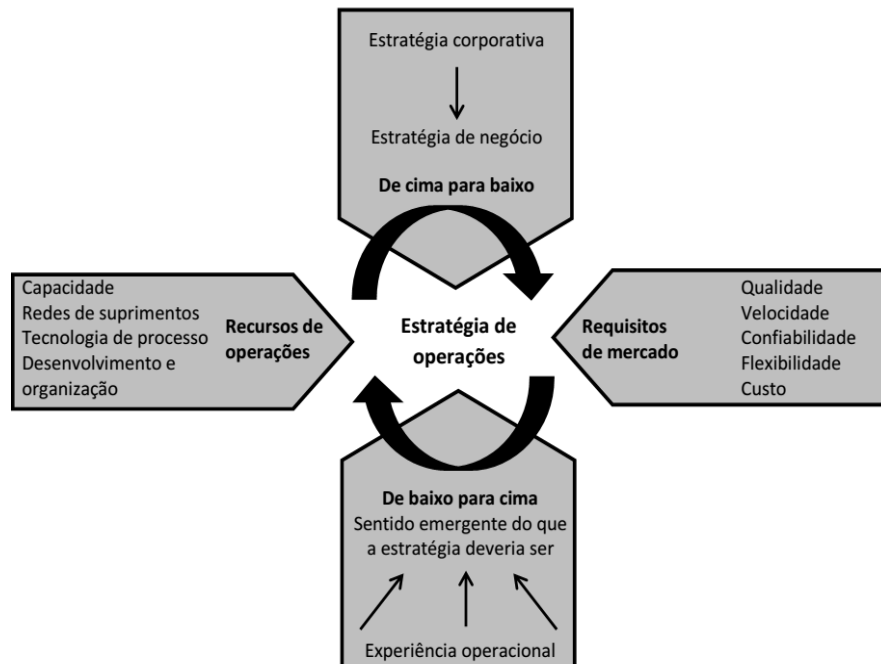 Estratégia corporativa
Estratégia de negócio
De cima para baixo
Capacidade
Redes de suprimentos
Tecnologia de processo
Desenvolvimento e
organização
Recursos de
operações
Estratégia de
operações
Requisitos
de mercado
Qualidade
Velocidade
Confiabilidade
Flexibilidade
Custo
De baixo para cima
Sentido emergente do que
a estratégia deveria ser
Experiência operacional